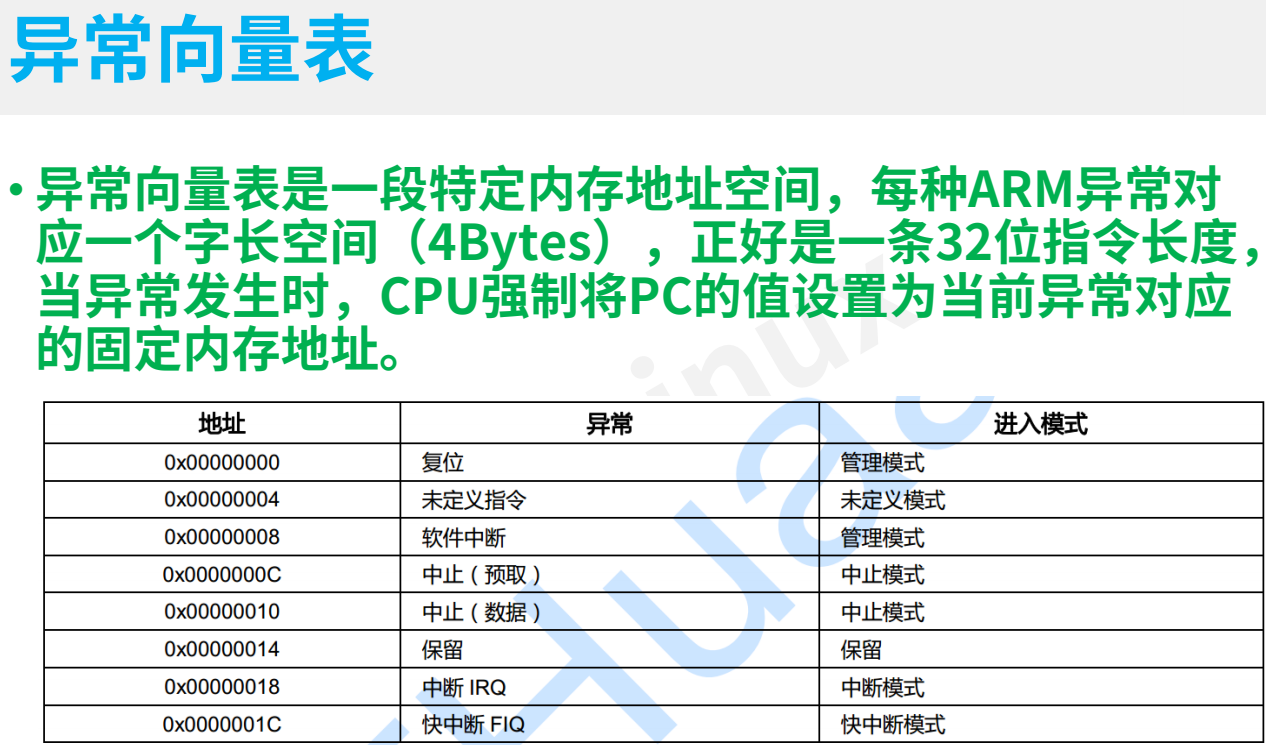 异常向量表
• 异常向量表是一段特定内存地址空间，每种ARM异常对
应一个字长空间（4Bytes），正好是一条32位指令长度，
当异常发生时，CPU强制将PC的值设置为当前异常对应
的固定内存地址。
地址 异常 进入模式
0x00000000 复位 管理模式
0x00000004 未定义指令 未定义模式
0x00000008 软件中断 管理模式
0x0000000C 中止（预取） 中止模式
0x00000010 中止（数据） 中止模式
0x00000014 保留 保留
0x00000018 中断 IRQ 中断模式
0x0000001C 快中断 FIQ 快中断模式